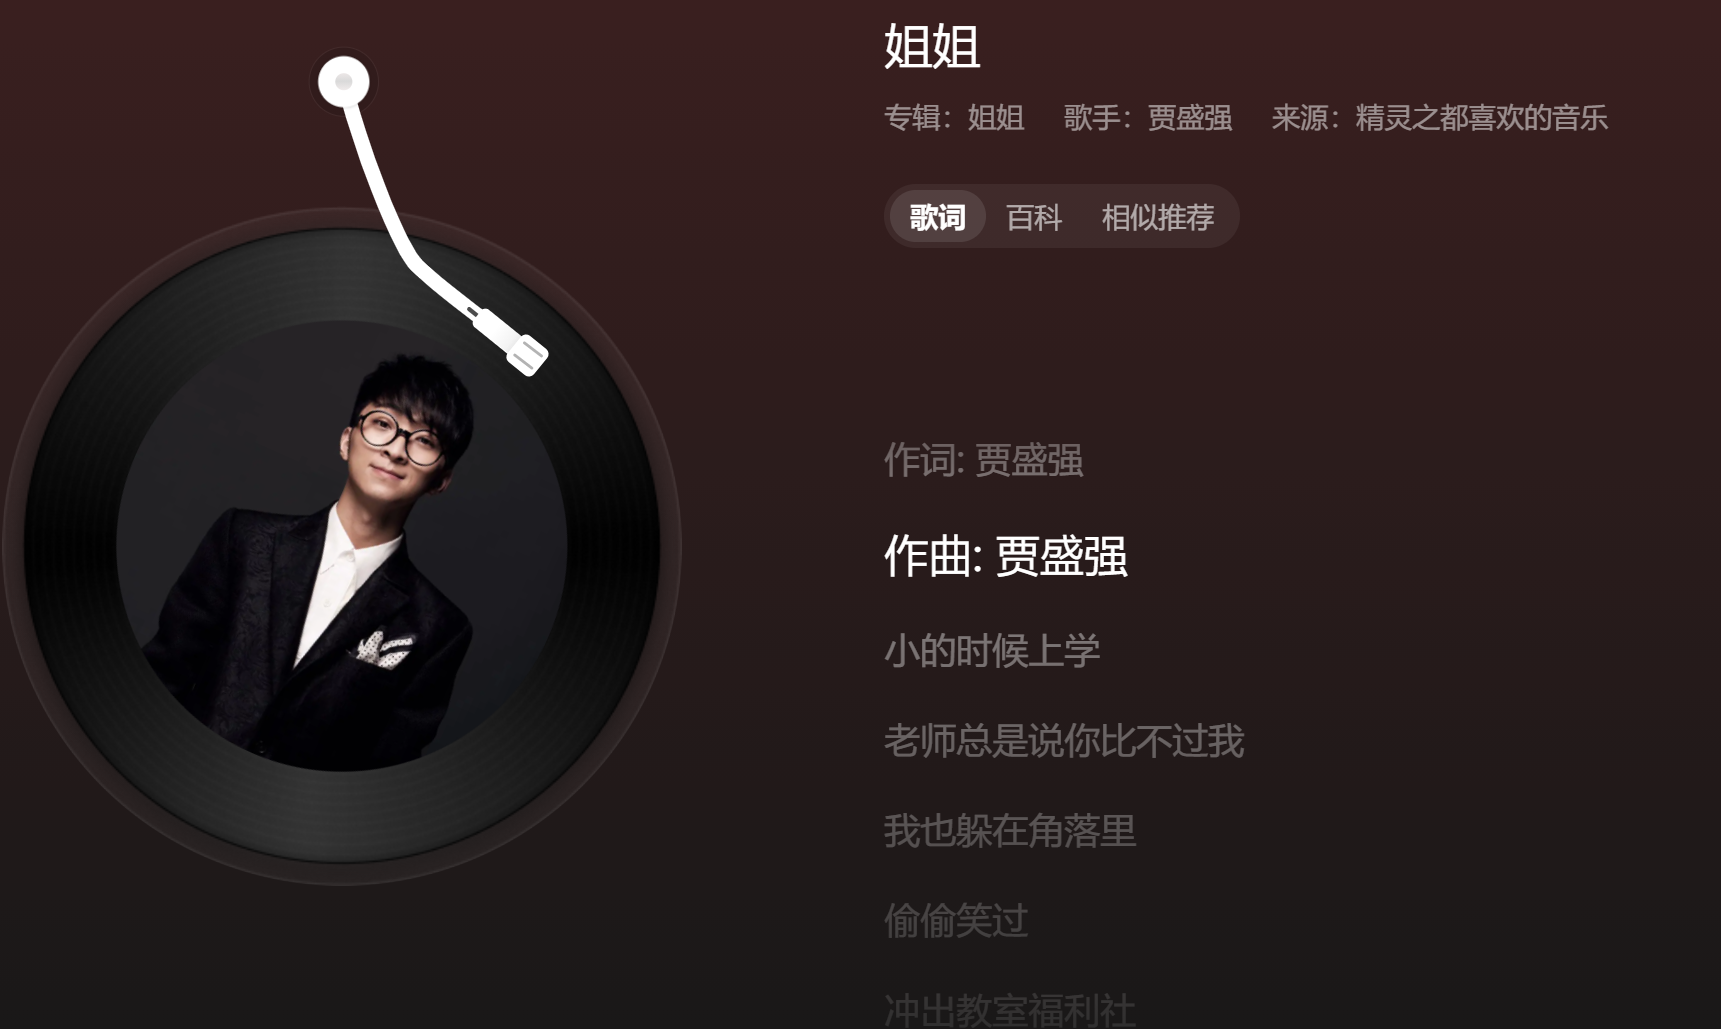 姐姐
专辑：姐姐 歌手：贾盛强 来源：精灵之都喜欢的音乐
歌词 百科 相似推荐
作词: 贾盛强
作曲: 贾盛强
小的时候上学
老师总是说你比不过我
我也躲在角落里
偷偷笑过
冲出教室福利社